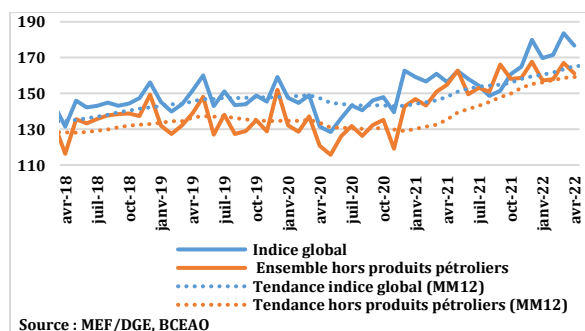 190
170
150
130
110
avr-18
juil-18
oct-18
janv-19
avr-19
juil-19
oct-19
janv-20
avr-20
juil-20
oct-20
janv-21
avr-21
juil-21
oct-21
janv-22
avr-22
Indice global
Ensemble hors produits pétroliers
Tendance indice global (MM12)
Tendance hors produits pétroliers (MM12)
Source : MEF/DGE, BCEAO